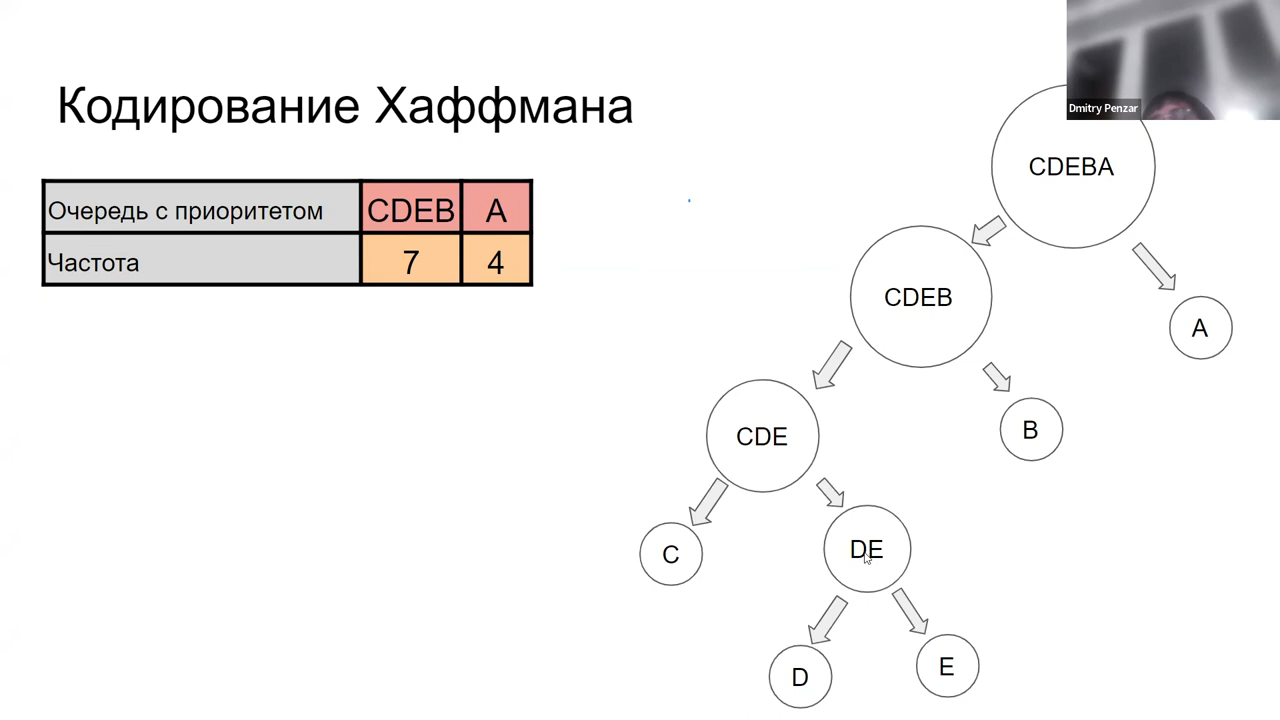 Кодирование Хаффмана
Dmitry Penzar
Очередь с приоритетом CDEB A
Частота 7 4
CDEBA
CDEB
A
CDE
B
C
DE
D
E